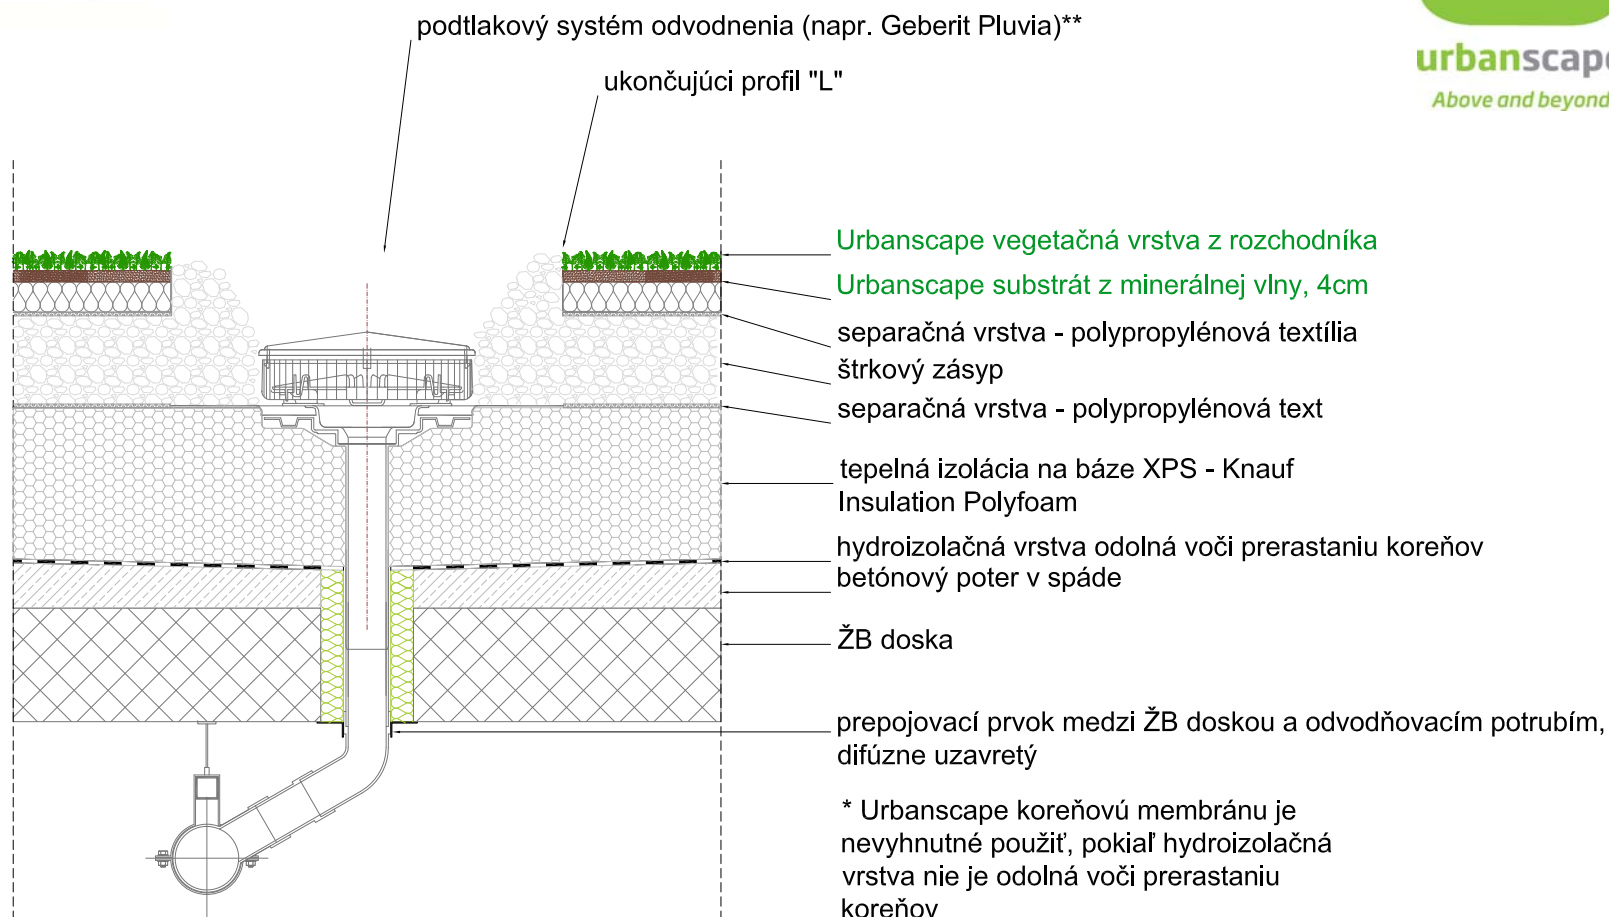 podtlakový systém odvodnenia (napr. Geberit Pluvia)**
ukončujúci profil "L"
urbanscape
Above and beyond
Urbanscape vegetačná vrstva z rozchodníka
Urbanscape substrát z minerálnej vlny, 4cm
separačná vrstva - polypropylénová textília
štrkový zásyp
separačná vrstva - polypropylénová text
tepelná izolácia na báze XPS - Knauf
Insulation Polyfoam
hydroizolačná vrstva odolná voči prerastaniu koreňov
betónový poter v spáde
ŽB doska
prepojovací prvok medzi ŽB doskou a odvodňovacím potrubím,
difúzne uzavretý
* Urbanscape koreňovú membránu je
nevyhnutné použiť, pokiaľ hydroizolačná
vrstva nie je odolná voči prerastaniu
koreňov